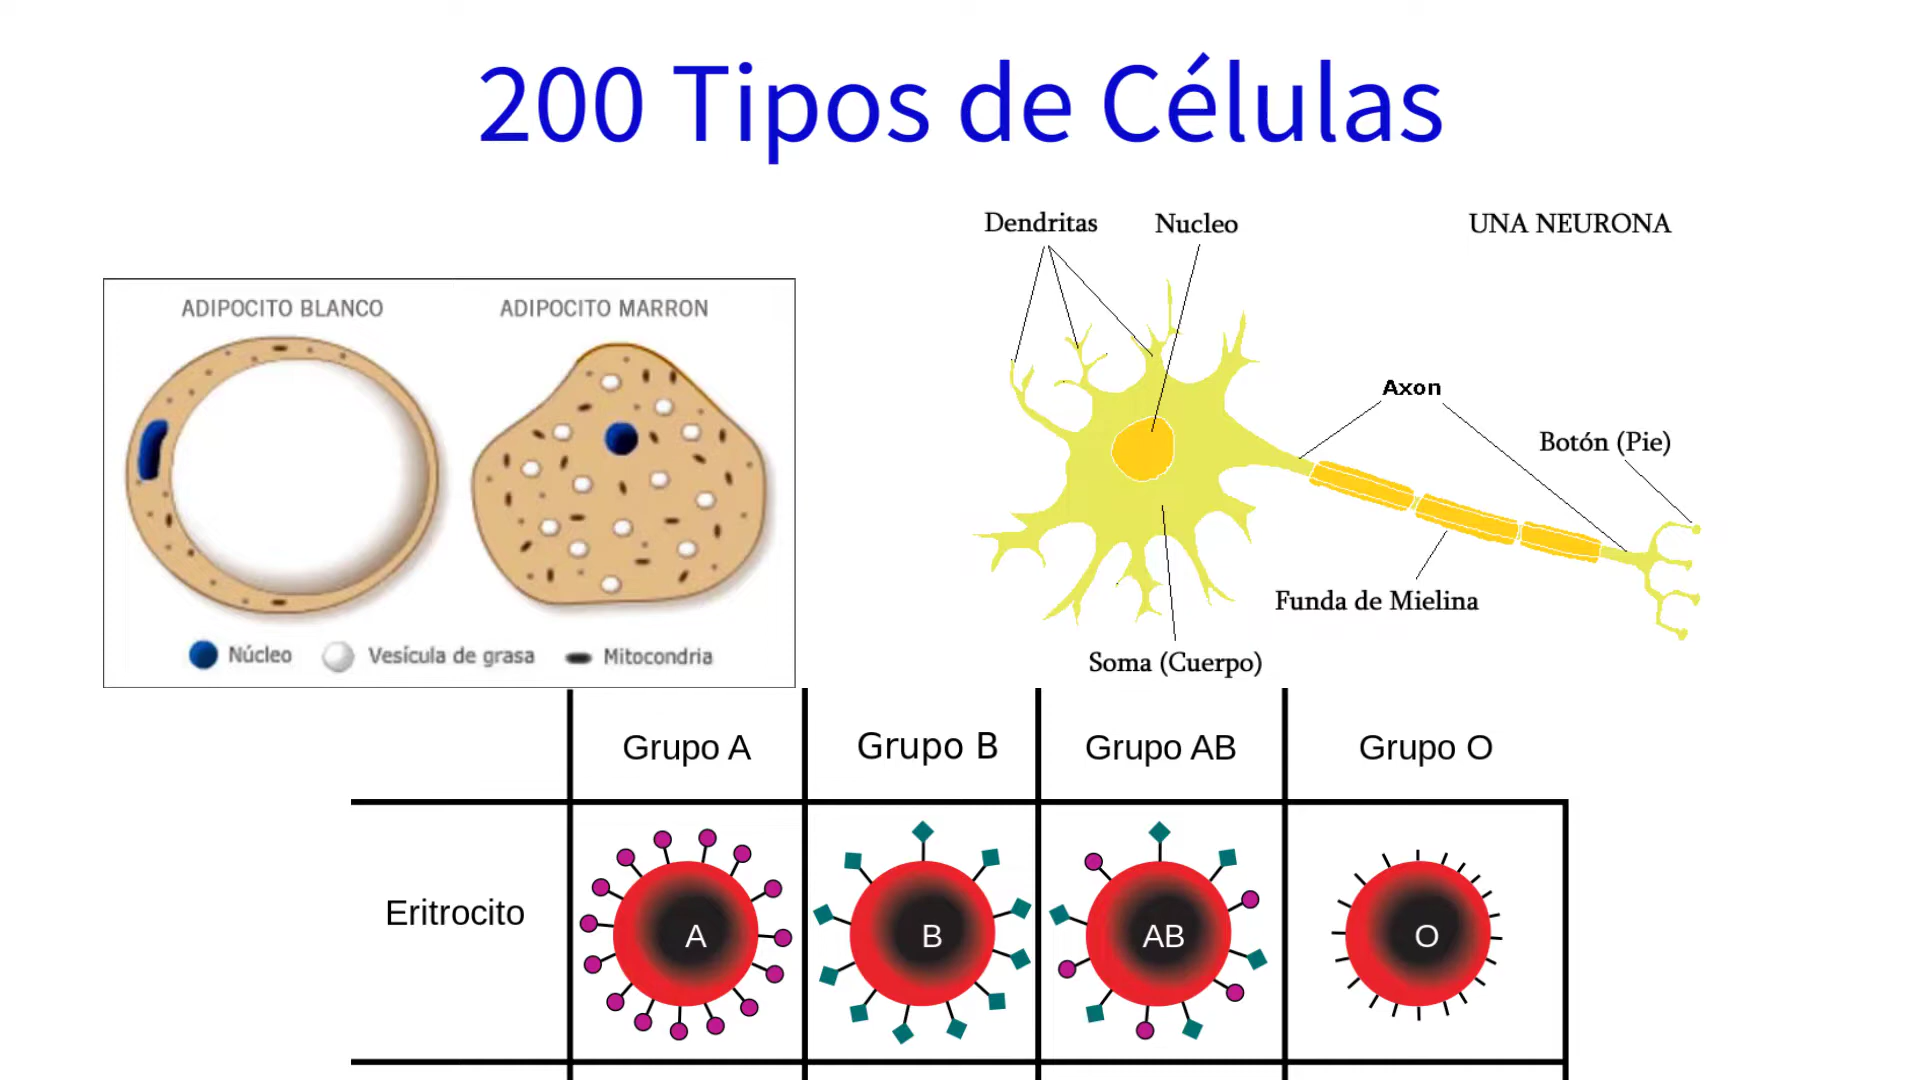 200 Tipos de Células
ADIPOCITO BLANCO
ADIPOCITO MARRON
Núcleo
Vesícula de grasa
Mitocondria
Dendritas
Nucleo
UNA NEURONA
Axon
Botón (Pie)
Funda de Mielina
Soma (Cuerpo)
Grupo A
Grupo B
Grupo AB
Grupo O
Eritrocito
A
B
AB
O